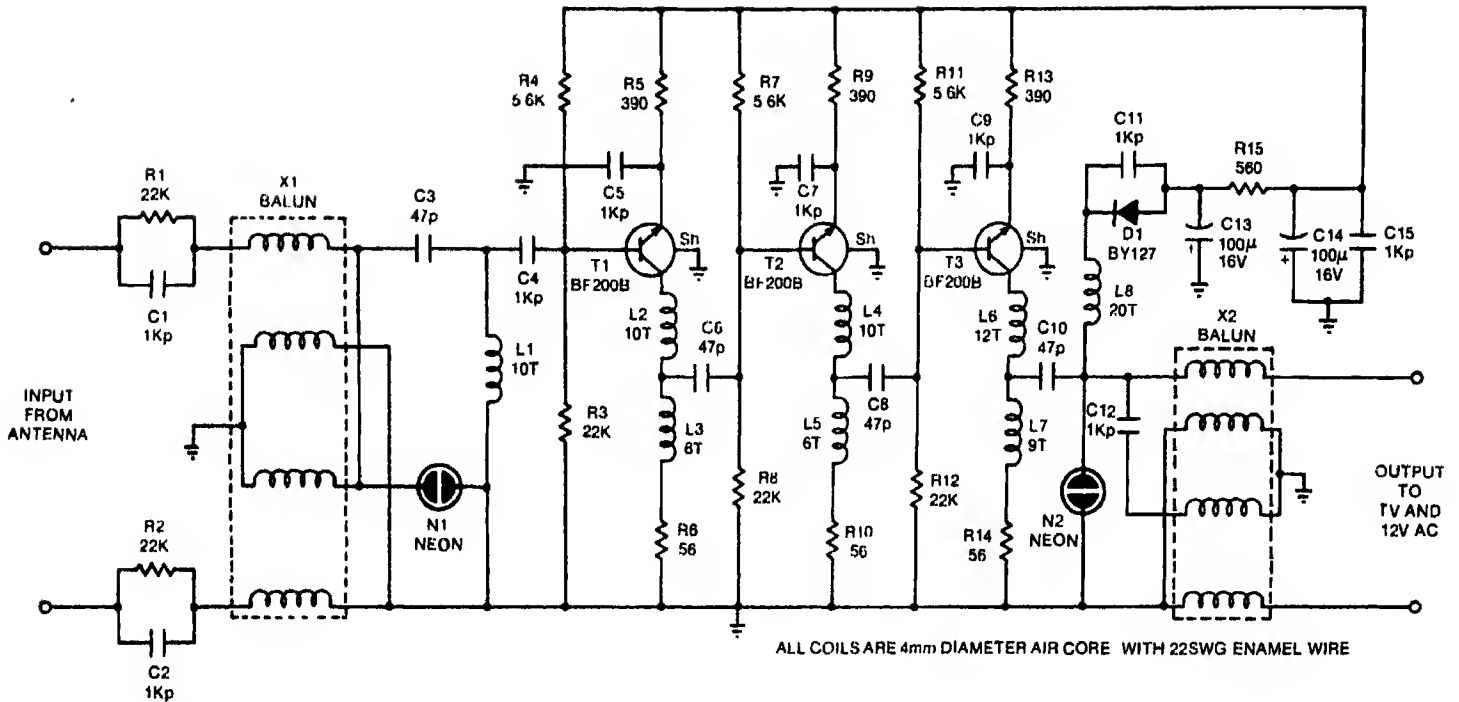 R1
22K
C1
1Kp
INPUT
FROM
ANTENNA
R2
22K
C2
1Kp
X1
BALUN
C3
47p
C4
1Kp
L1
10T
N1
NEON
R4
5 6K
R3
22K
R5
390
C5
1Kp
Sh
T1
BF200B
L2
10T
C6
47p
L3
6T
R6
56
R7
5 6K
R8
22K
R9
390
C7
1Kp
Sh
T2
BF200B
L4
10T
C8
47p
L5
6T
R10
56
R11
5 6K
R12
22K
R13
390
C9
1Kp
Sh
T3
BF200B
L6
12T
C10
47p
L7
9T
R14
56
N2
NEON
C11
1Kp
D1
BY127
L8
20T
R15
560
C13
100µ
16V
+
C14
100µ
16V
+
C15
1Kp
C12
1Kp
X2
BALUN
OUTPUT
TO
TV AND
12V AC
ALL COILS ARE 4mm DIAMETER AIR CORE WITH 22SWG ENAMEL WIRE